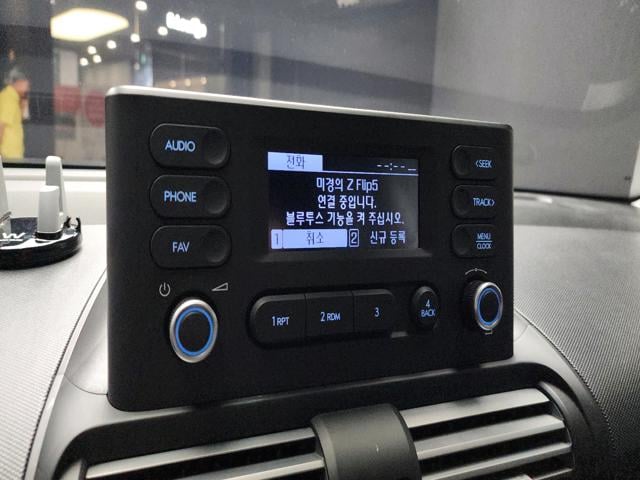 AUDIO
PHONE
FAV
전화
--:--
미경의 Z Flip5
연결 중입니다.
블루투스 기능을 켜 주십시오.
1 취소 2 신규 등록
<SEEK
TRACK>
MENU
CLOCK
1 RPT
2 RDM
3
4
BACK
W